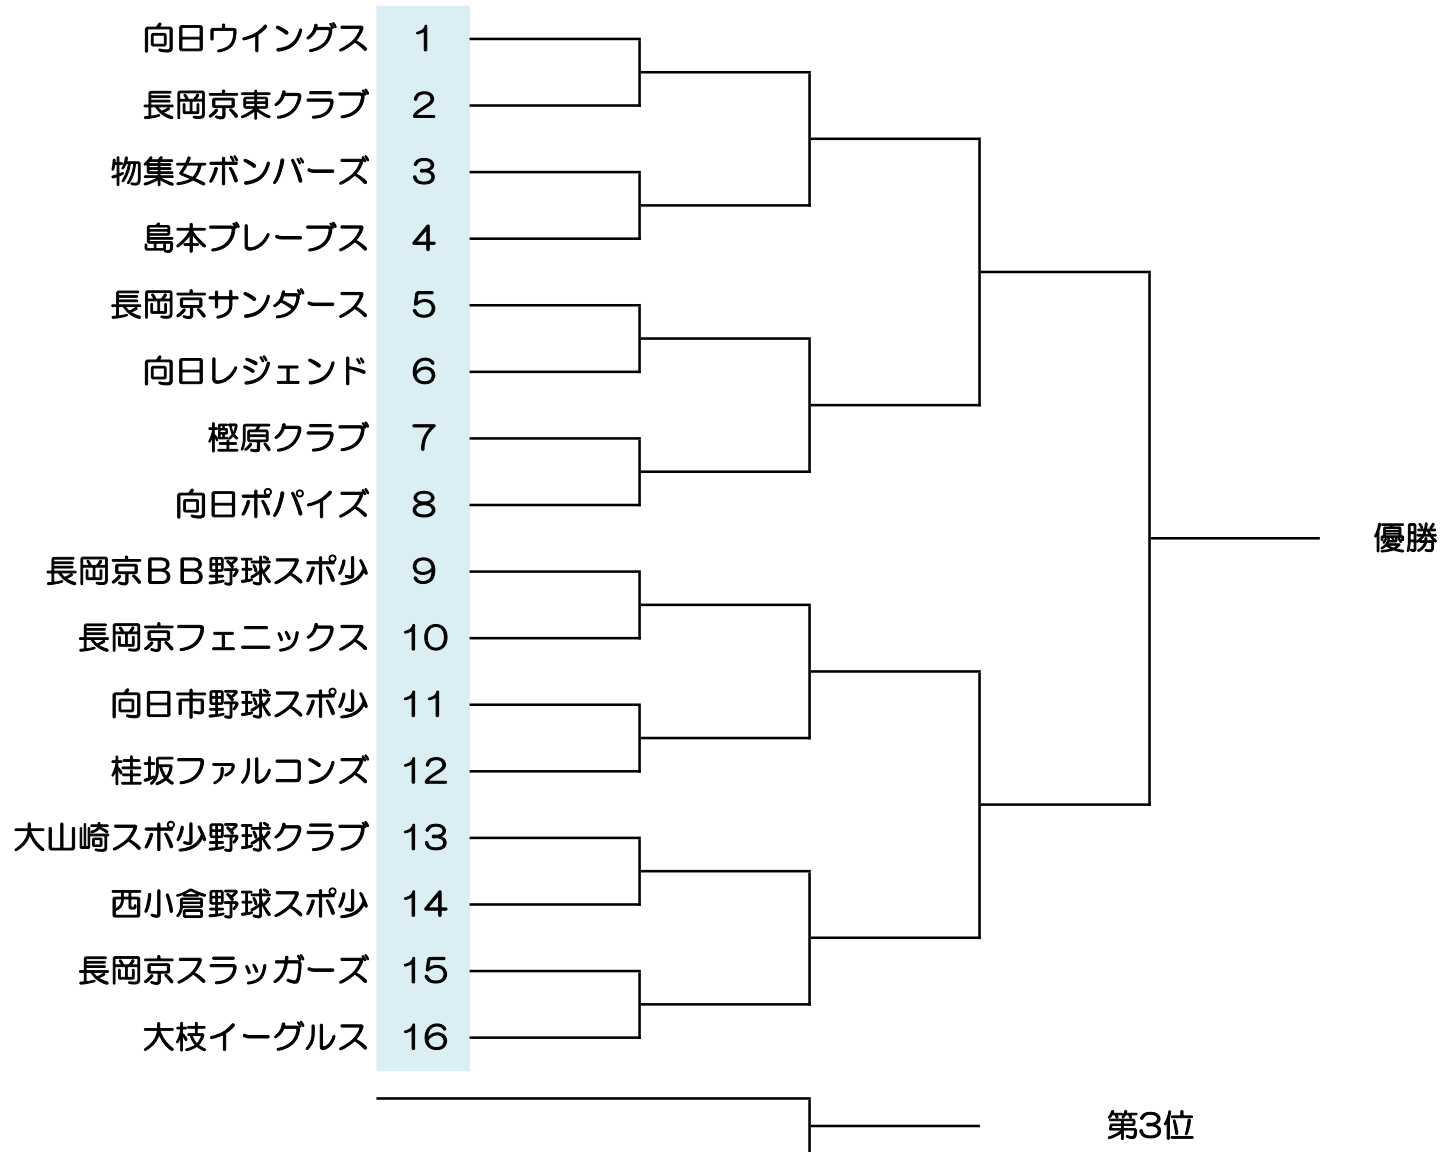 向日ウイングス 1
長岡京東クラブ 2
物集女ボンバーズ 3
島本ブレーブス 4
長岡京サンダース 5
向日レジェンド 6
樫原クラブ 7
向日ポパイズ 8
優勝
長岡京ＢＢ野球スポ少 9
長岡京フェニックス 10
向日市野球スポ少 11
桂坂ファルコンズ 12
大山崎スポ少野球クラブ 13
西小倉野球スポ少 14
長岡京スラッガーズ 15
大枝イーグルス 16
第3位